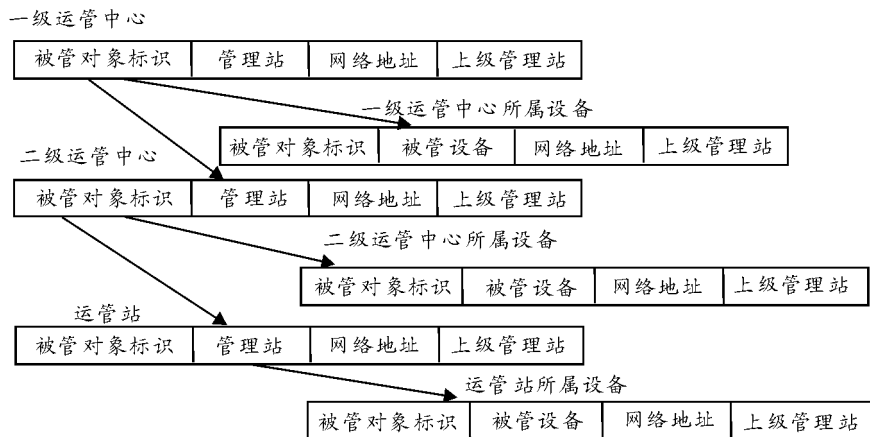 一级运管中心
被管对象标识 管理站 网络地址 上级管理站
一级运管中心所属设备
被管对象标识 被管设备 网络地址 上级管理站
二级运管中心
被管对象标识 管理站 网络地址 上级管理站
二级运管中心所属设备
被管对象标识 被管设备 网络地址 上级管理站
运管站
被管对象标识 管理站 网络地址 上级管理站
运管站所属设备
被管对象标识 被管设备 网络地址 上级管理站